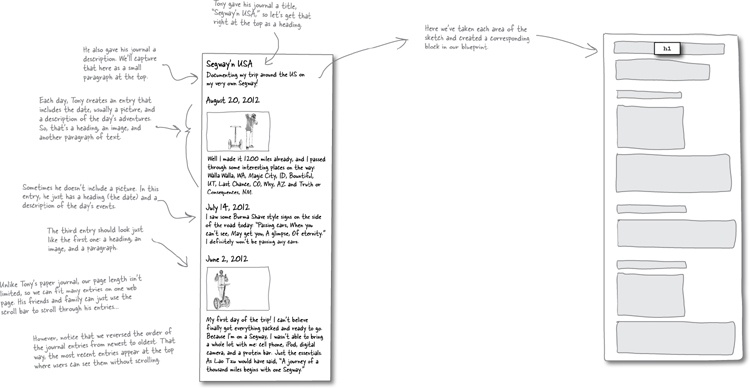 Tony gave his journal a title,
"Segway'n USA," so let's get that
right at the top as a heading.
He also gave his journal a
description. We'll capture
that here as a small
paragraph at the top.
Each day, Tony creates an entry that
includes the date, usually a picture, and
a description of the day's adventures.
So, that's a heading, an image, and
another paragraph of text.
Sometimes he doesn't include a picture. In this
entry, he just has a heading (the date) and a
description of the day's events.
The third entry should look just
like the first one: a heading, an
image, and a paragraph.
Unlike Tony's paper journal, our page length isn't
limited, so we can fit many entries on one web
page. His friends and family can just use the
scroll bar to scroll through his entries...
However, notice that we reversed the order of
the journal entries from newest to oldest. That
way, the most recent entries appear at the top
where users can see them without scrolling.
Segway'n USA
Documenting my trip around the US on
my very own Segway!
August 20, 2012
Well I made it 1200 miles already, and I passed
through some interesting places on the way:
Walla Walla, WA, Magic City, ID, Bountiful,
UT, Last Chance, CO, Why, AZ and Truth or
Consequences, NM.
July 14, 2012
I saw some Burma Shave style signs on the side
of the road today: "Passing cars, When you
can't see, May get you, A glimpse, Of eternity."
I definitely won't be passing any cars.
June 2, 2012
My first day of the trip! I can't believe
finally got everything packed and ready to go.
Because I'm on a Segway, I wasn't able to bring
a whole lot with me: cell phone, iPod, digital
camera, and a protein bar. Just the essentials.
As Lao Tzu would have said, "A journey of a
thousand miles begins with one Segway."
Here we've taken each area of the
sketch and created a corresponding
block in our blueprint.
1:1